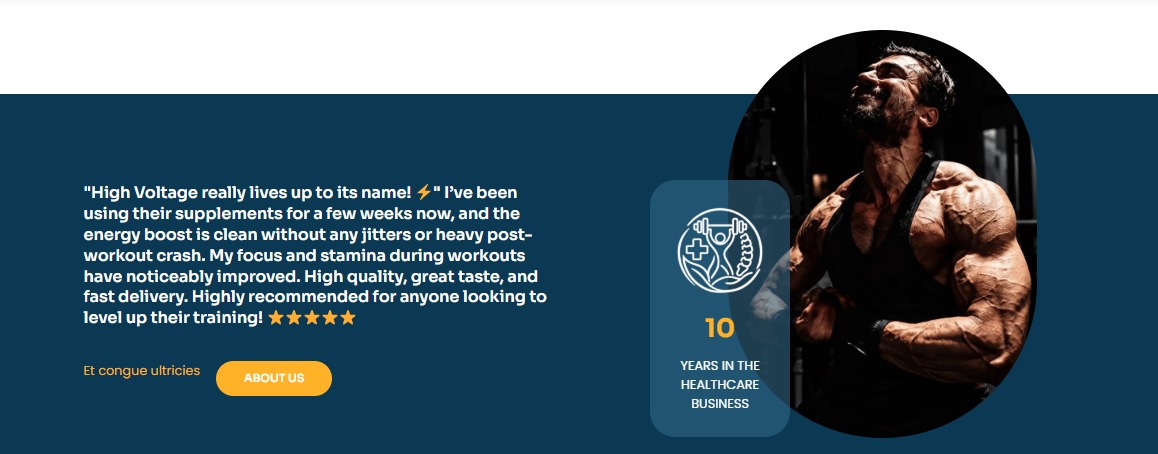 "High Voltage really lives up to its name! ⚡" I’ve been
using their supplements for a few weeks now, and the
energy boost is clean without any jitters or heavy post-
workout crash. My focus and stamina during workouts
have noticeably improved. High quality, great taste, and
fast delivery. Highly recommended for anyone looking to
level up their training! ⭐⭐⭐⭐⭐
Et congue ultricies
ABOUT US
10
YEARS IN THE
HEALTHCARE
BUSINESS